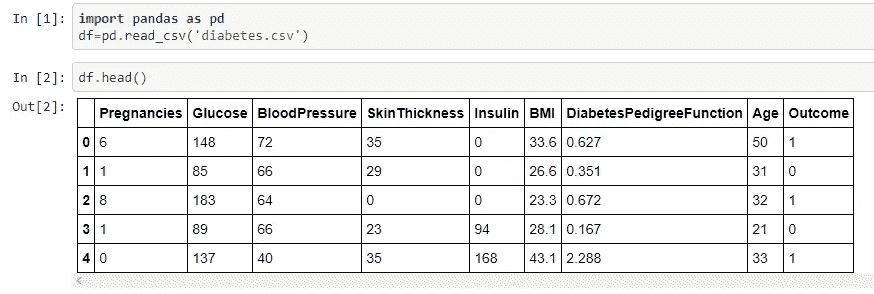 In [1]: import pandas as pd
df=pd.read_csv('diabetes.csv')
In [2]: df.head()
Out[2]:
Pregnancies Glucose BloodPressure SkinThickness Insulin BMI DiabetesPedigreeFunction Age Outcome
0 6 148 72 35 0 33.6 0.627 50 1
1 1 85 66 29 0 26.6 0.351 31 0
2 8 183 64 0 0 23.3 0.672 32 1
3 1 89 66 23 94 28.1 0.167 21 0
4 0 137 40 35 168 43.1 2.288 33 1